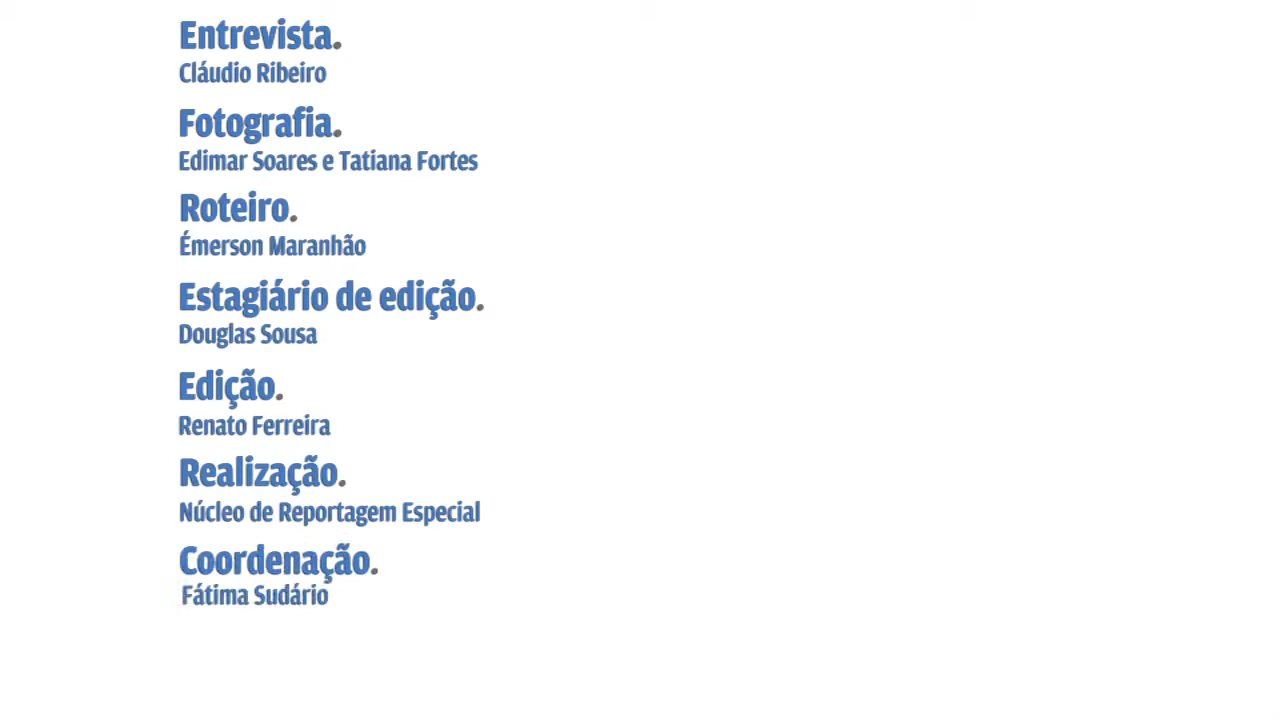 Entrevista.
Cláudio Ribeiro
Fotografia.
Edimar Soares e Tatiana Fortes
Roteiro.
Émerson Maranhão
Estagiário de edição.
Douglas Sousa
Edição.
Renato Ferreira
Realização.
Núcleo de Reportagem Especial
Coordenação.
Fátima Sudário